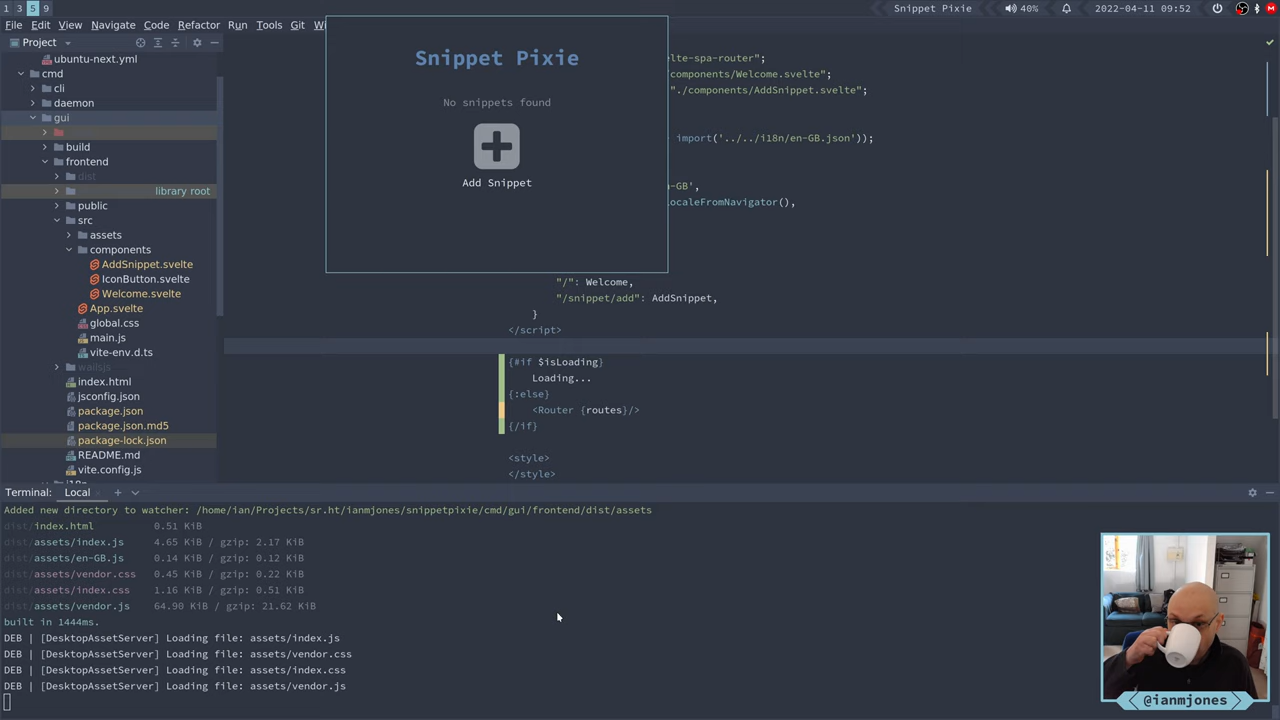 1 3 5 9
Snippet Pixie
40%
2022-04-11 09:52
File Edit View Navigate Code Refactor Run Tools Git Wi
Project
ubuntu-next.yml
cmd
cli
daemon
gui
build
frontend
dist
library root
public
src
assets
components
AddSnippet.svelte
IconButton.svelte
Welcome.svelte
App.svelte
global.css
main.js
vite-env.d.ts
wailsjs
index.html
jsconfig.json
package.json
package.json.md5
package-lock.json
README.md
vite.config.js
Snippet Pixie
No snippets found
Add Snippet
velte-spa-router";
components/Welcome.svelte";
"./components/AddSnippet.svelte";
import('../../i18n/en-GB.json'));
n-GB',
ocaleFromNavigator(),
"/": Welcome,
"/snippet/add": AddSnippet,
}
</script>
{#if $isLoading}
Loading...
{:else}
<Router {routes}/>
{/if}
<style>
</style>
Terminal: Local
Added new directory to watcher: /home/ian/Projects/sr.ht/ianmjones/snippetpixie/cmd/gui/frontend/dist/assets
dist/index.html 0.51 KiB
dist/assets/index.js 4.65 KiB / gzip: 2.17 KiB
dist/assets/en-GB.js 0.14 KiB / gzip: 0.12 KiB
dist/assets/vendor.css 0.45 KiB / gzip: 0.22 KiB
dist/assets/index.css 1.16 KiB / gzip: 0.51 KiB
dist/assets/vendor.js 64.90 KiB / gzip: 21.62 KiB
built in 1444ms.
DEB | [DesktopAssetServer] Loading file: assets/index.js
DEB | [DesktopAssetServer] Loading file: assets/vendor.css
DEB | [DesktopAssetServer] Loading file: assets/index.css
DEB | [DesktopAssetServer] Loading file: assets/vendor.js
@ianmjones